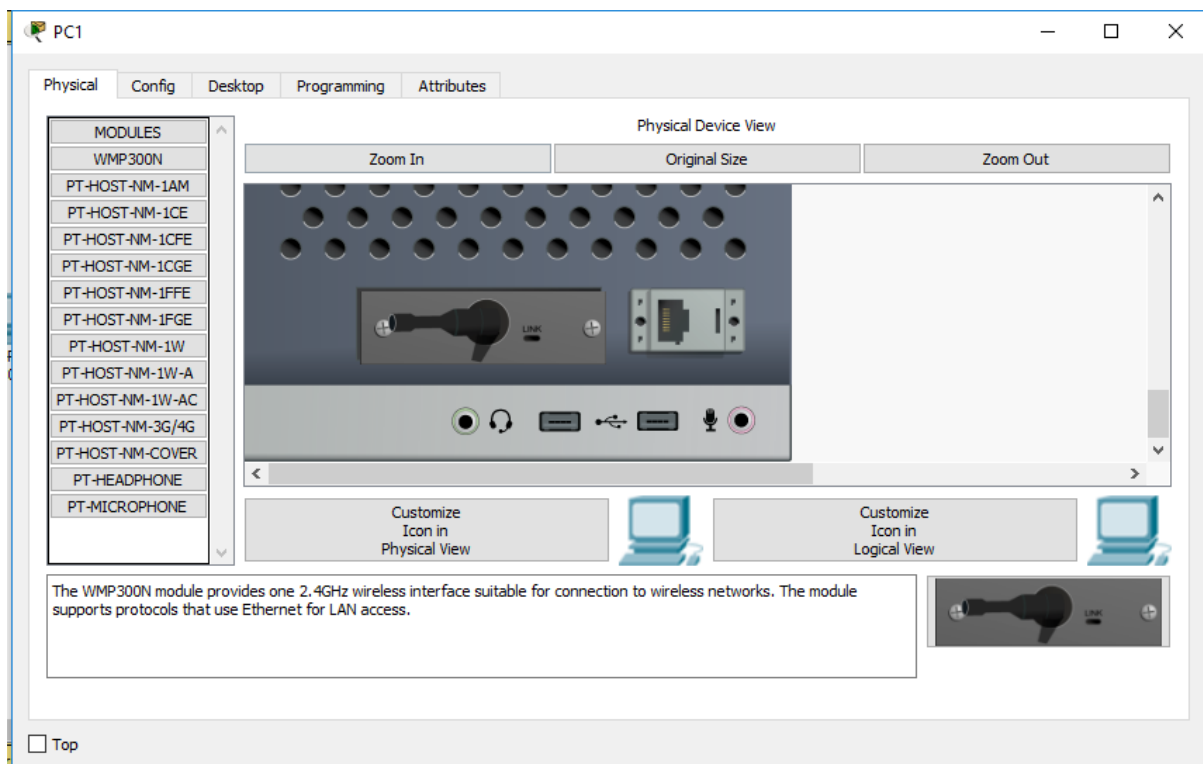 PC1
Physical
Config
Desktop
Programming
Attributes
MODULES
WMP300N
PT-HOST-NM-1AM
PT-HOST-NM-1CE
PT-HOST-NM-1CFE
PT-HOST-NM-1CGE
PT-HOST-NM-1FFE
PT-HOST-NM-1FGE
PT-HOST-NM-1W
PT-HOST-NM-1W-A
PT-HOST-NM-1W-AC
PT-HOST-NM-3G/4G
PT-HOST-NM-COVER
PT-HEADPHONE
PT-MICROPHONE
Physical Device View
Zoom In
Original Size
Zoom Out
LINK
Customize
Icon in
Physical View
Customize
Icon in
Logical View
The WMP300N module provides one 2.4GHz wireless interface suitable for connection to wireless networks. The module
supports protocols that use Ethernet for LAN access.
LINK
Top